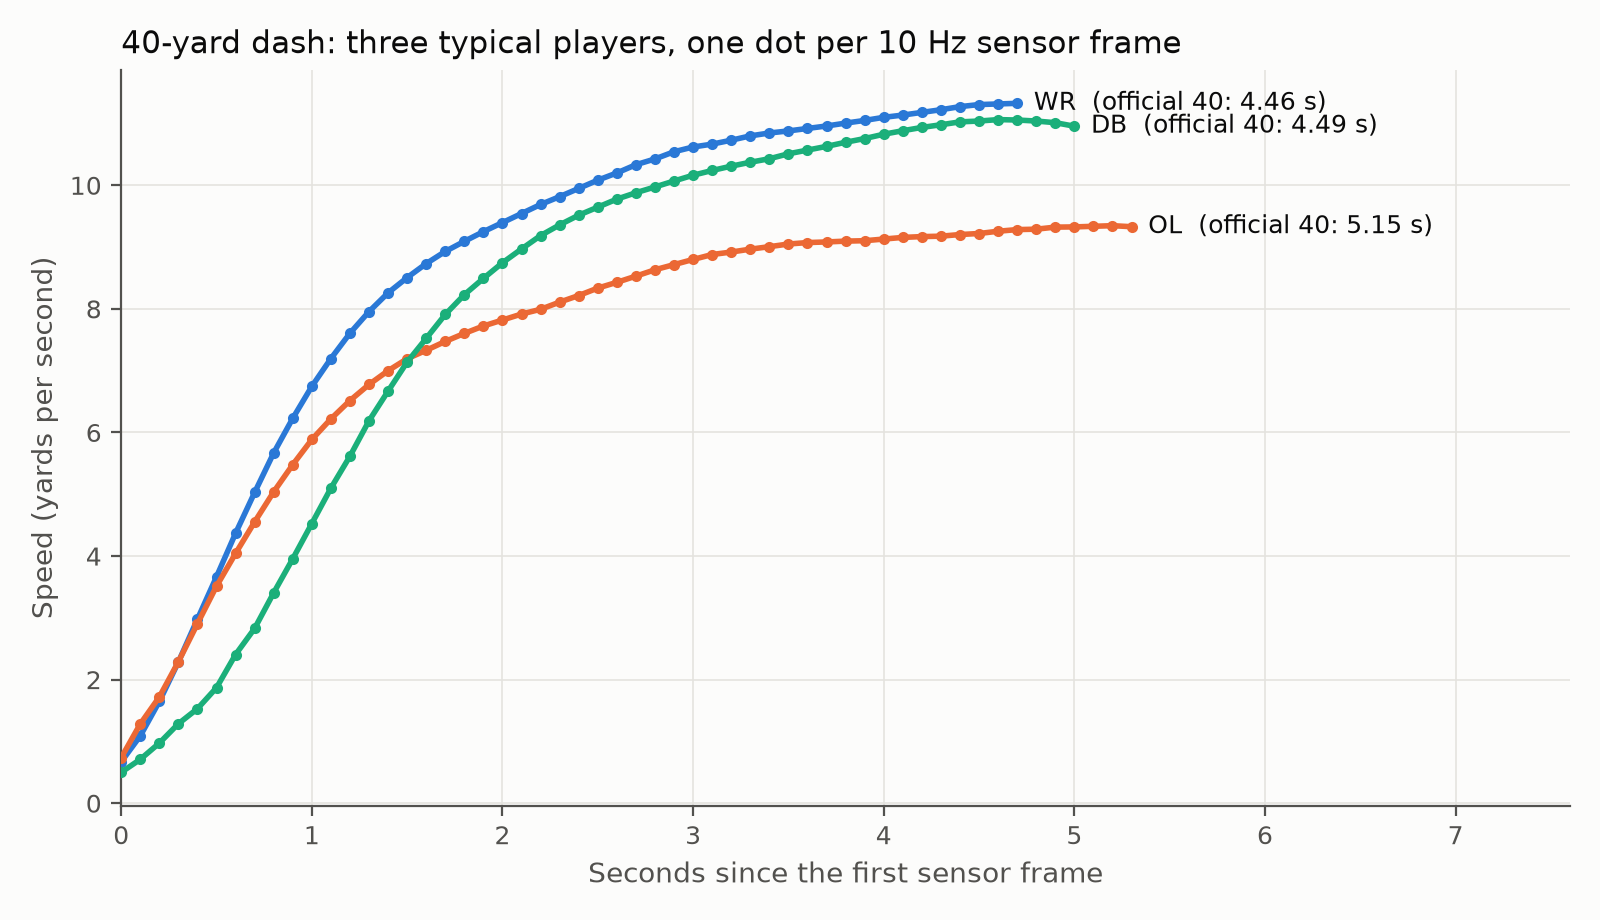 40-yard dash: three typical players, one dot per 10 Hz sensor frame
WR (official 40: 4.46 s)
DB (official 40: 4.49 s)
OL (official 40: 5.15 s)
Speed (yards per second)
10
8
6
4
2
0
0 1 2 3 4 5 6 7
Seconds since the first sensor frame